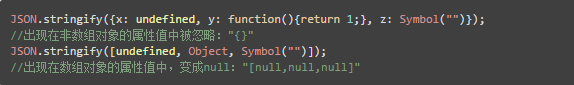 JSON.stringify({x: undefined, y: function(){return 1;}, z: Symbol("")});
//出现在非数组对象的属性值中被忽略："{}"
JSON.stringify([undefined, Object, Symbol("")]);
//出现在数组对象的属性值中，变成null："[null,null,null]"